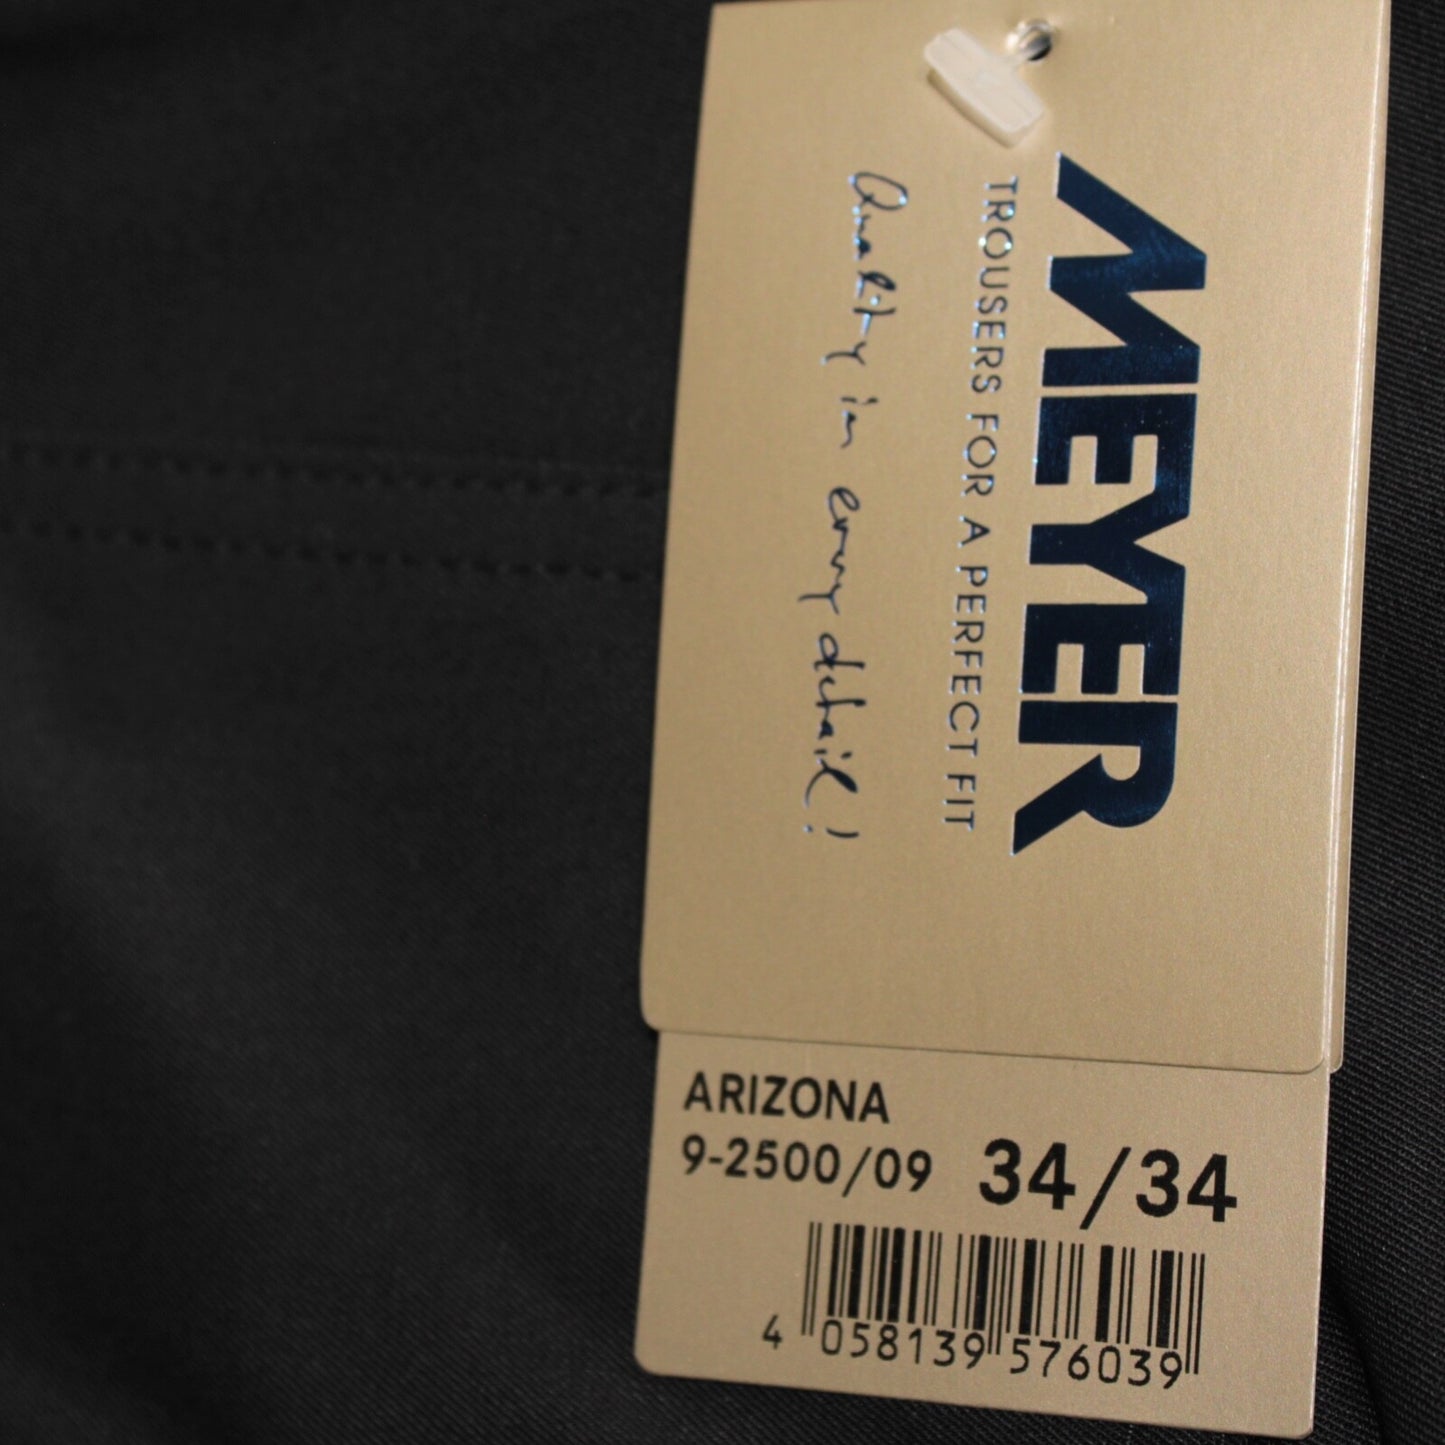 MEYER
TROUSERS FOR A PERFECT FIT
Quality in every detail!
ARIZONA
9-2500/09 34/34
4 058139 576039